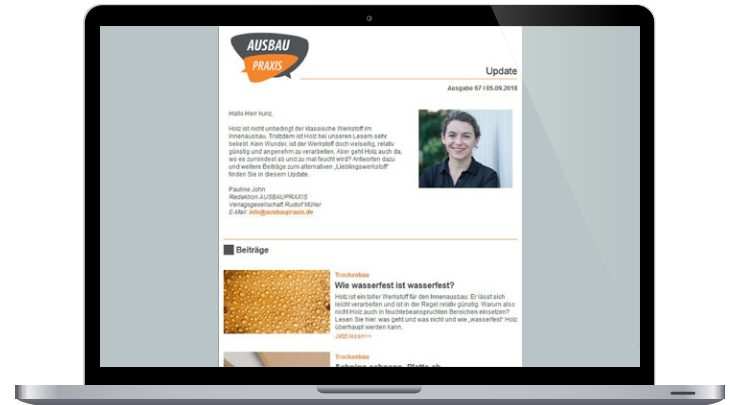 AUSBAU
PRAXIS
Update
Ausgabe 67 I 05.09.2018
Hallo Herr Kunz,
Holz ist nicht unbedingt der klassische Werkstoff im
Innenausbau. Trotzdem ist Holz bei unseren Lesern sehr
beliebt. Kein Wunder, ist der Werkstoff doch vielseitig, relativ
günstig und angenehm zu verarbeiten. Aber geht Holz auch da,
wo es zumindest ab und zu mal feucht wird? Antworten dazu
und weitere Beiträge zum alternativen „Lieblingswerkstoff"
finden Sie in diesem Update.
Pauline John
Redaktion AUSBAUPRAXIS
Verlagsgesellschaft Rudolf Müller
E-Mail: info@ausbaupraxis.de
Beiträge
Trockenbau
Wie wasserfest ist wasserfest?
Holz ist ein toller Werkstoff für den Innenausbau: Er lässt sich
leicht verarbeiten und ist in der Regel relativ günstig. Warum also
nicht Holz auch in feuchtebeanspruchten Bereichen einsetzen?
Lesen Sie hier, was geht und was nicht und wie „wasserfest" Holz
überhaupt werden kann.
Jetzt lesen>>
Trockenbau